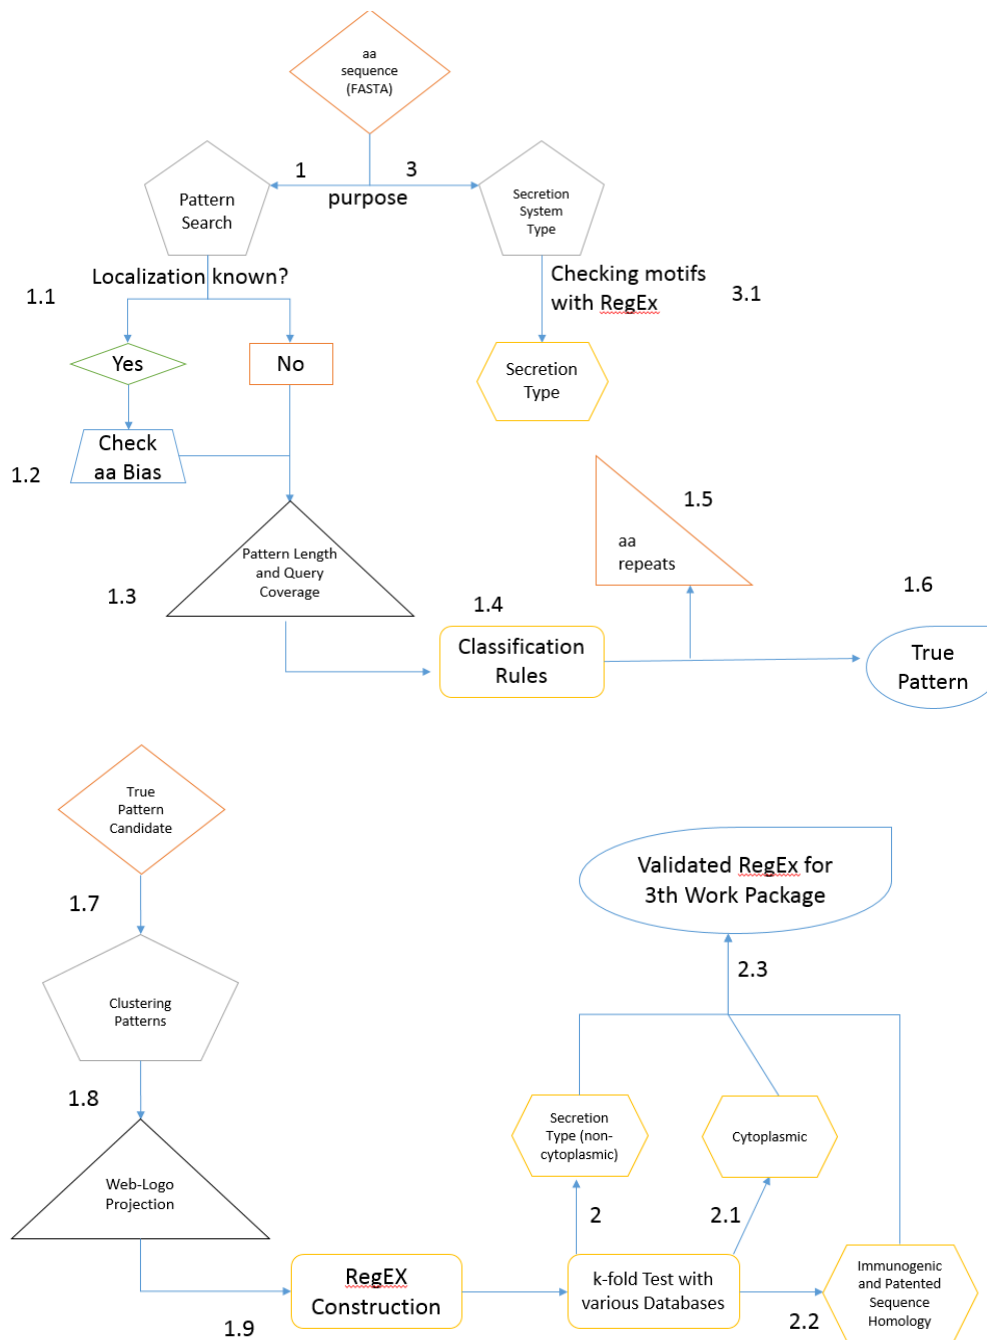 aa
sequence
(FASTA)
1
3
purpose
Pattern
Search
Secretion
System
Type
Localization known?
1.1
Checking motifs
with RegEx
3.1
Yes
No
Secretion
Type
Check
aa Bias
1.2
1.5
aa
repeats
Pattern Length
and Query
Coverage
1.3
1.4
1.6
Classification
Rules
True
Pattern
True
Pattern
Candidate
Validated RegEx for
3th Work Package
1.7
2.3
Clustering
Patterns
1.8
Secretion
Type (non-
cytoplasmic)
Cytoplasmic
Web-Logo
Projection
2
2.1
RegEX
Construction
k-fold Test with
various Databases
Immunogenic
and Patented
Sequence
Homology
1.9
2.2